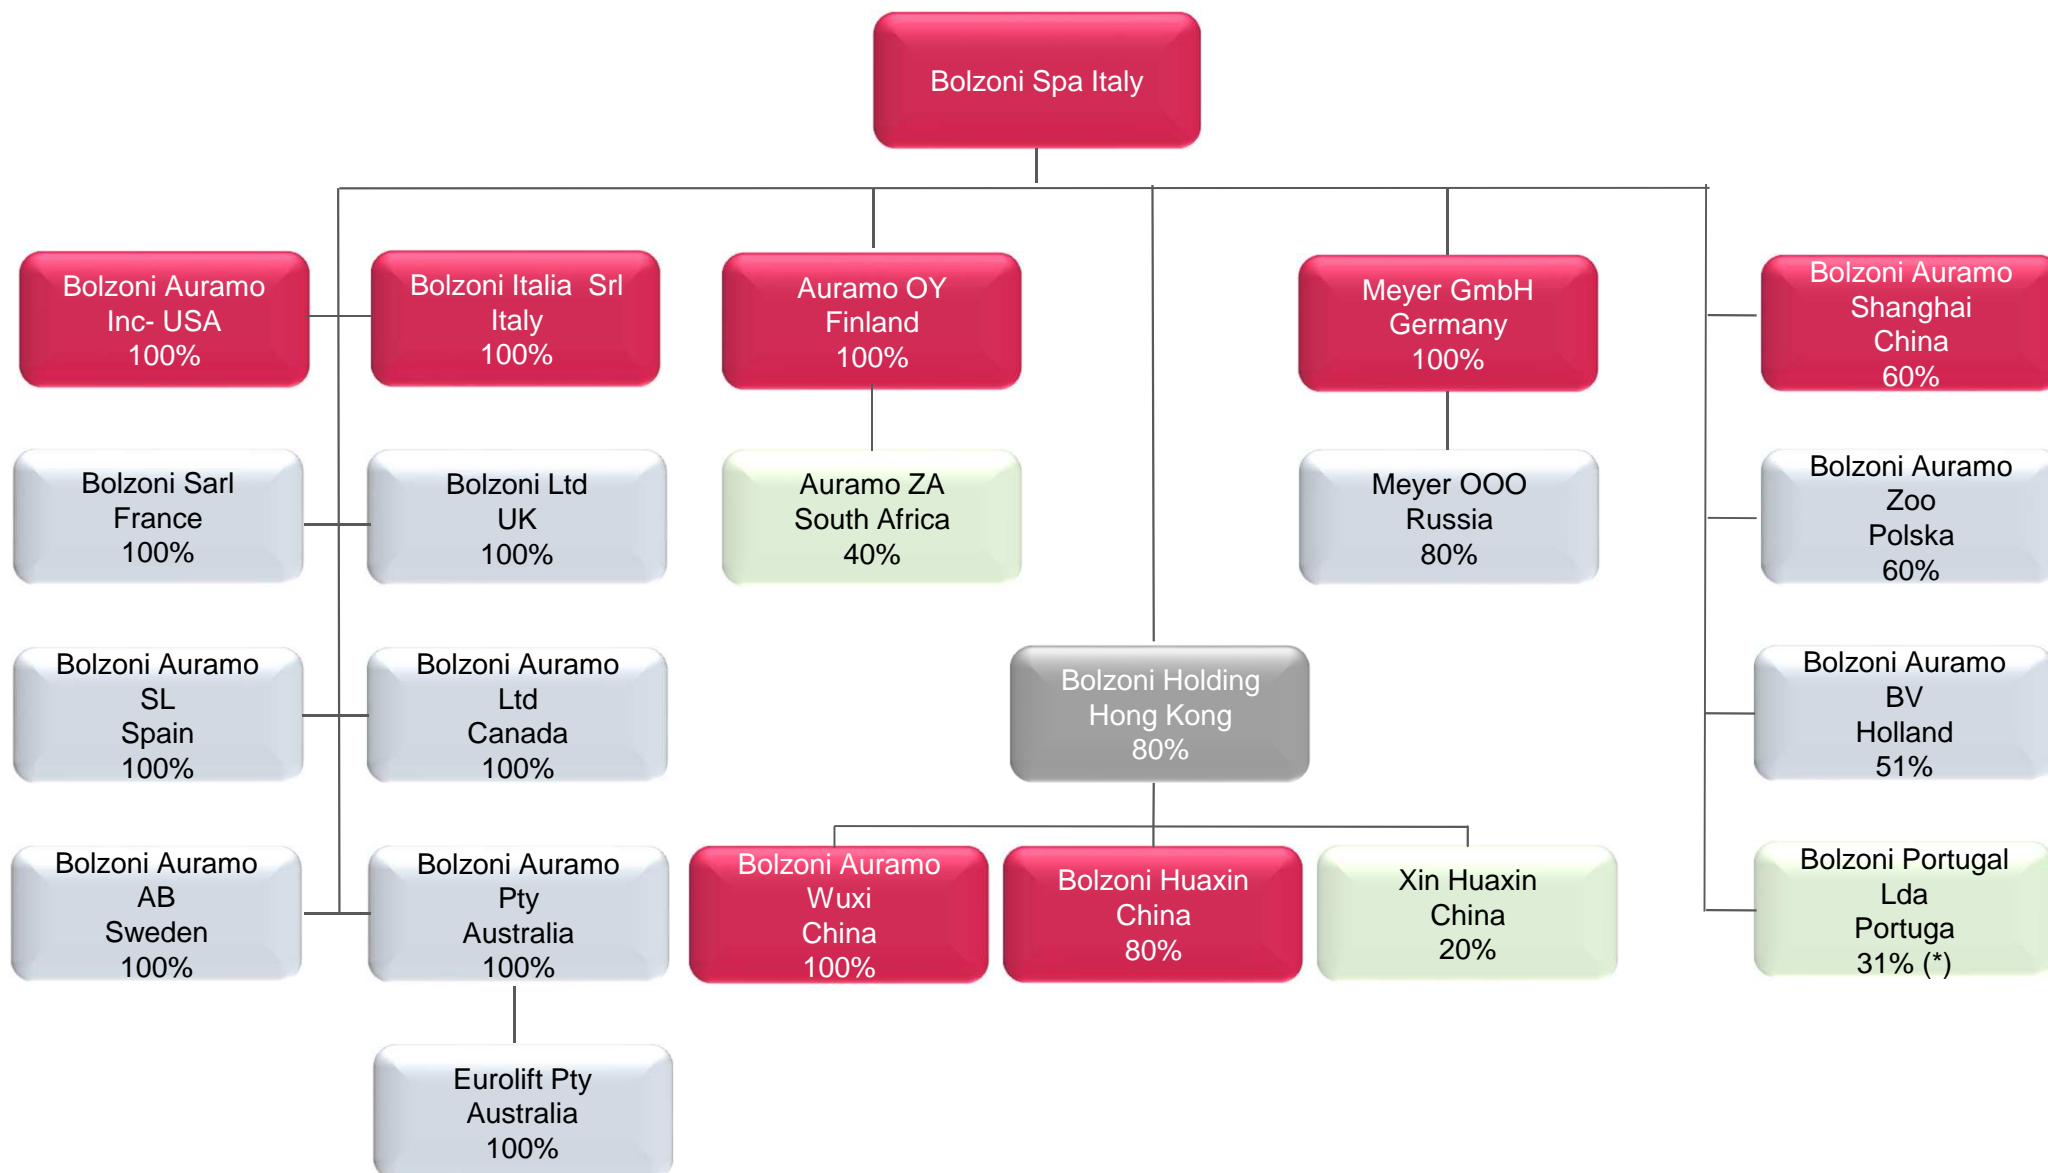 Bolzoni Spa Italy
Bolzoni Auramo
Inc- USA
100%
Bolzoni Italia  Srl
Italy
100%
Auramo OY
Finland
100%
Meyer GmbH
Germany
100%
Bolzoni Auramo
Shanghai
China
60%
Bolzoni Sarl
France
100%
Bolzoni Ltd
UK
100%
Auramo ZA
South Africa
40%
Meyer OOO
Russia
80%
Bolzoni Auramo
Zoo
Polska
60%
Bolzoni Auramo
SL
Spain
100%
Bolzoni Auramo
Ltd
Canada
100%
Bolzoni Holding
Hong Kong
80%
Bolzoni Auramo
BV
Holland
51%
Bolzoni Auramo
AB
Sweden
100%
Bolzoni Auramo
Pty
Australia
100%
Bolzoni Auramo
Wuxi
China
100%
Bolzoni Huaxin
China
80%
Xin Huaxin
China
20%
Bolzoni Portugal
Lda
Portuga
31% (*)
Eurolift Pty
Australia
100%